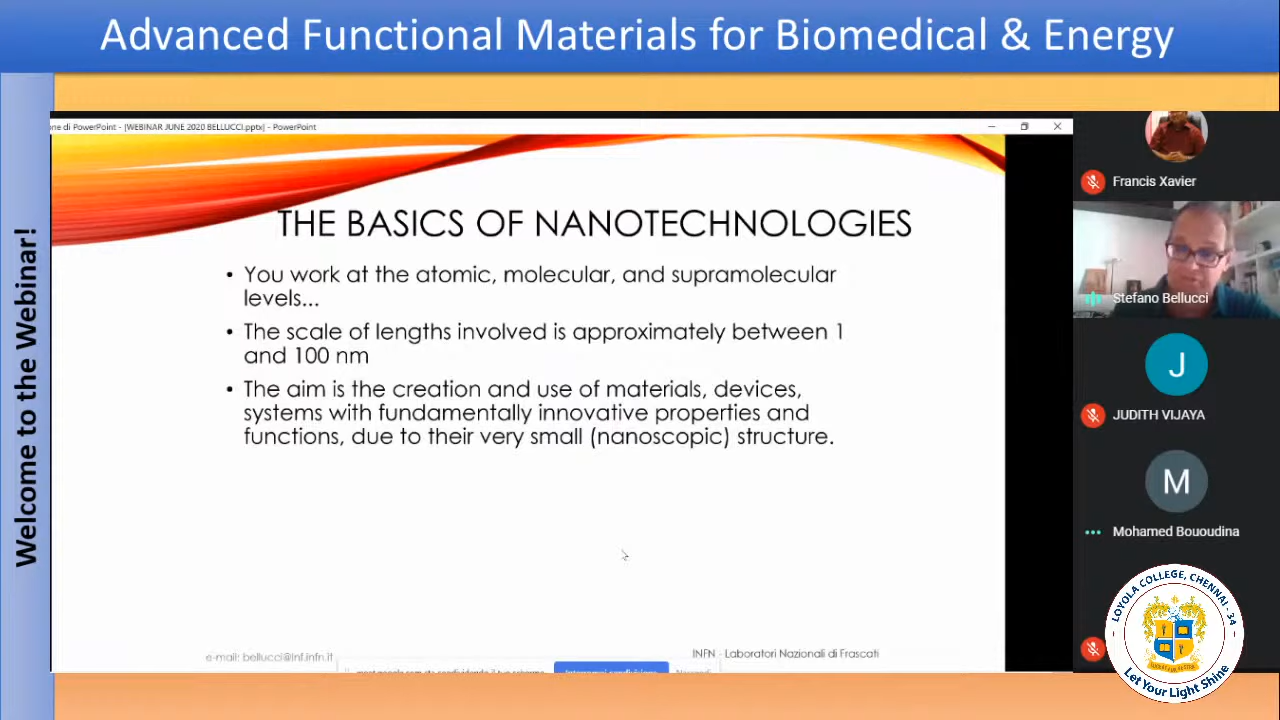 Advanced Functional Materials for Biomedical & Energy
Welcome to the Webinar!
ne di PowerPoint - [WEBINAR JUNE 2020 BELLUCCI.pptx] - PowerPoint
THE BASICS OF NANOTECHNOLOGIES
• You work at the atomic, molecular, and supramolecular
levels...
• The scale of lengths involved is approximately between 1
and 100 nm
• The aim is the creation and use of materials, devices,
systems with fundamentally innovative properties and
functions, due to their very small (nanoscopic) structure.
e-mail: bellucci@lnf.infn.it
INFN - Laboratori Nazionali di Frascati
Francis Xavier
Stefano Bellucci
J
JUDITH VIJAYA
M
Mohamed Bououdina
LOYOLA COLLEGE, CHENNAI - 34
Let Your Light Shine